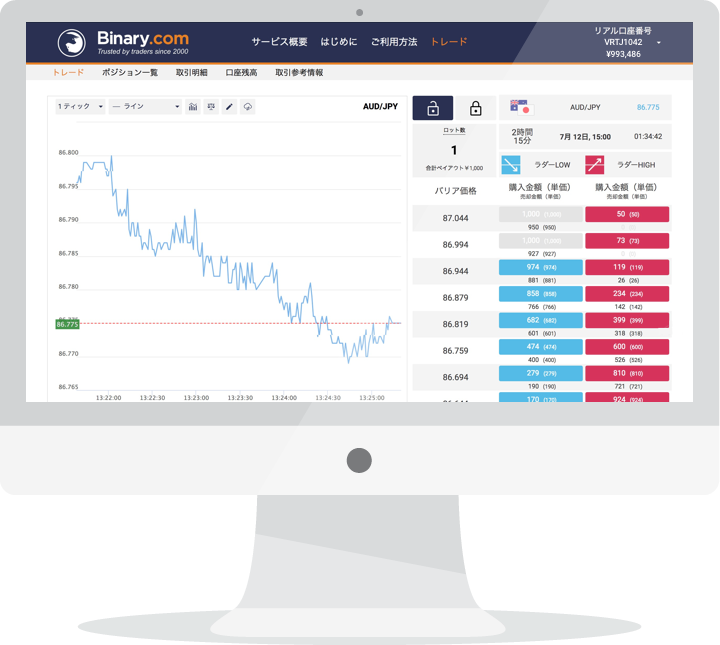 Binary.com
Trusted by traders since 2000
サービス概要 はじめに ご利用方法 トレード
リアル口座番号
VRTJ1042
¥993,486
トレード ポジション一覧 取引明細 口座残高 取引参考情報
1 ティック ライン
AUD/JPY
86.800
86.795
86.790
86.785
86.780
86.775
86.770
86.765
13:22:00 13:22:30 13:23:00 13:23:30 13:24:00 13:24:30 13:25:00
ロット数
1
合計ペイアウト ¥1,000
AUD/JPY 86.775
2時間
15分
7月 12日, 15:00 01:34:42
ラダーLOW ラダーHIGH
バリア価格
購入金額（単価）
売却金額（単価）
購入金額（単価）
売却金額（単価）
87.044
1,000 (1,000) 50 (50)
950 (950)
86.994
1,000 (1,000) 73 (73)
927 (927)
86.944
974 (974) 119 (119)
881 (881) 26 (26)
86.879
858 (858) 234 (234)
766 (766) 142 (142)
86.819
682 (682) 399 (399)
601 (601) 318 (318)
86.759
474 (474) 600 (600)
400 (400) 526 (526)
86.694
279 (279) 810 (810)
190 (190) 721 (721)
170 (170) 924 (924)